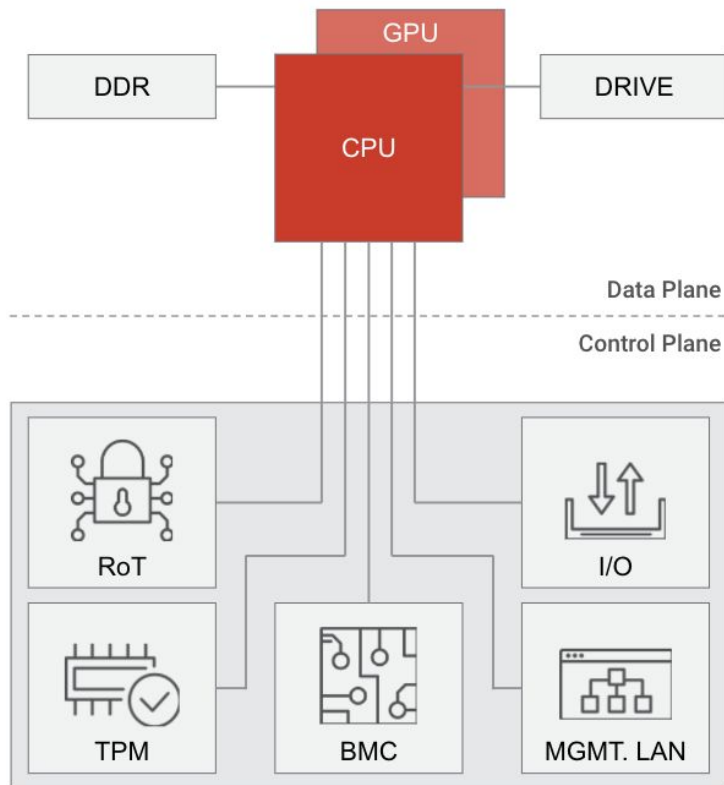 GPU
DDR
DRIVE
CPU
Data Plane
Control Plane
RoT
I/O
TPM
BMC
MGMT. LAN